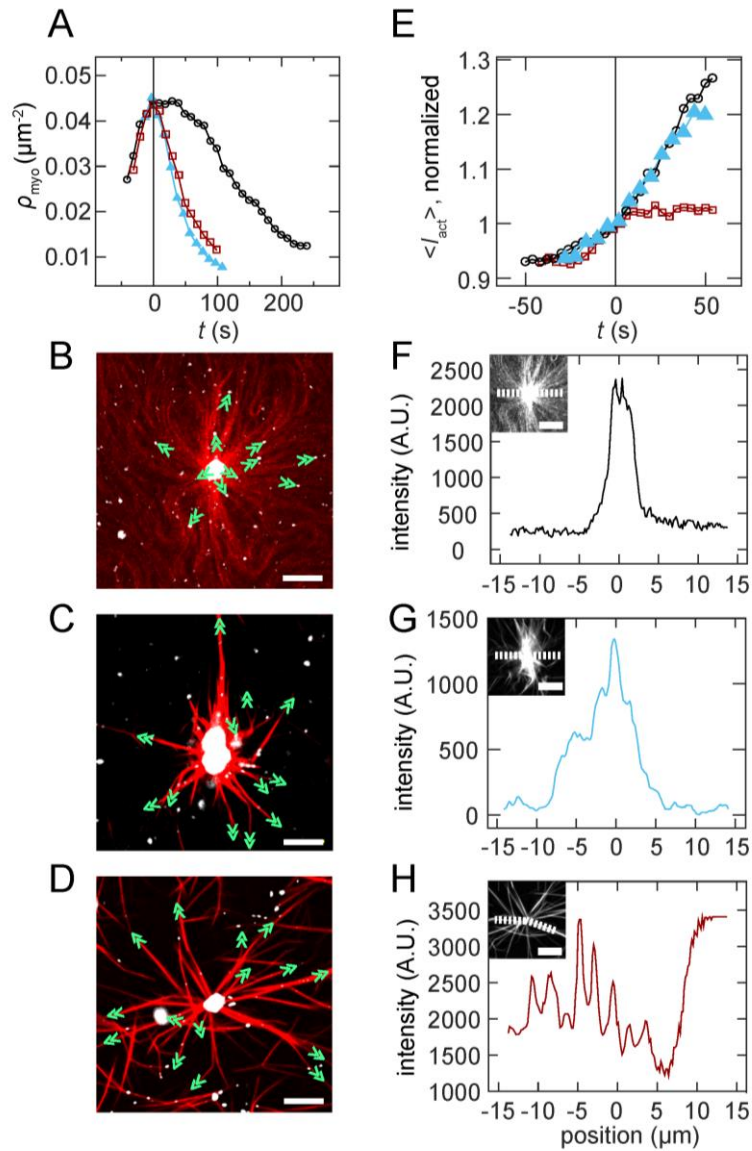 A
0.05
0.04
0.03
0.02
0.01
ρmyo (µm-2)
0 100 200
t (s)
E
1.3
1.2
1.1
1
0.9
<Iact>, normalized
-50 0 50
t (s)
B
F
2500
2000
1500
1000
500
0
intensity (A.U.)
-15 -10 -5 0 5 10 15
C
G
1500
1000
500
0
intensity (A.U.)
-15 -10 -5 0 5 10 15
D
H
3500
3000
2500
2000
1500
1000
intensity (A.U.)
-15 -10 -5 0 5 10 15
position (µm)